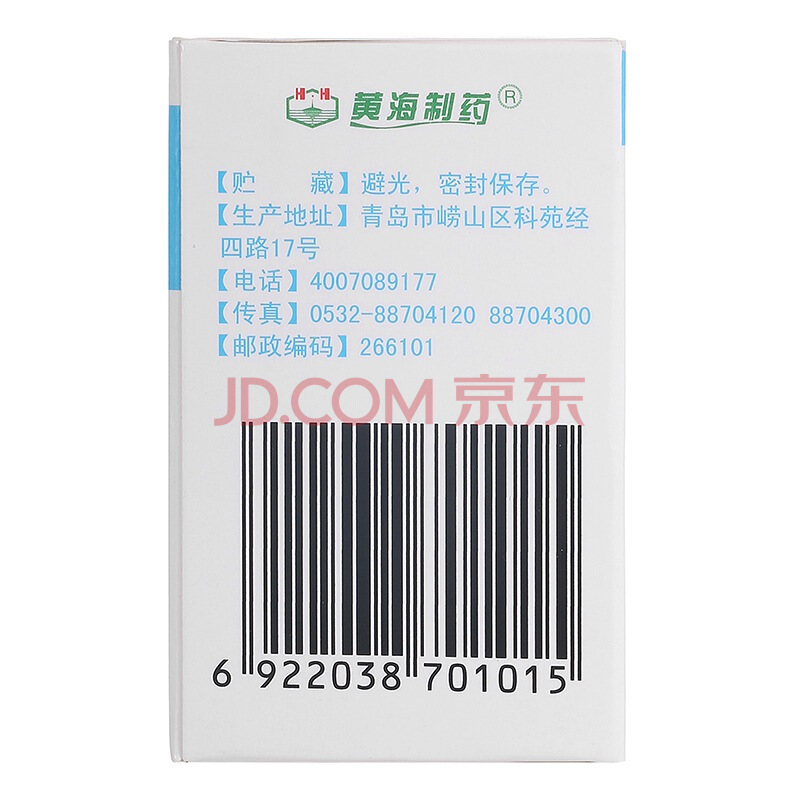 HH 黄海制药®
【贮　　藏】避光，密封保存。
【生产地址】青岛市崂山区科苑经
四路17号
【电话】4007089177
【传真】0532-88704120 88704300
【邮政编码】266101
JD.COM 京东
6 922038 701015